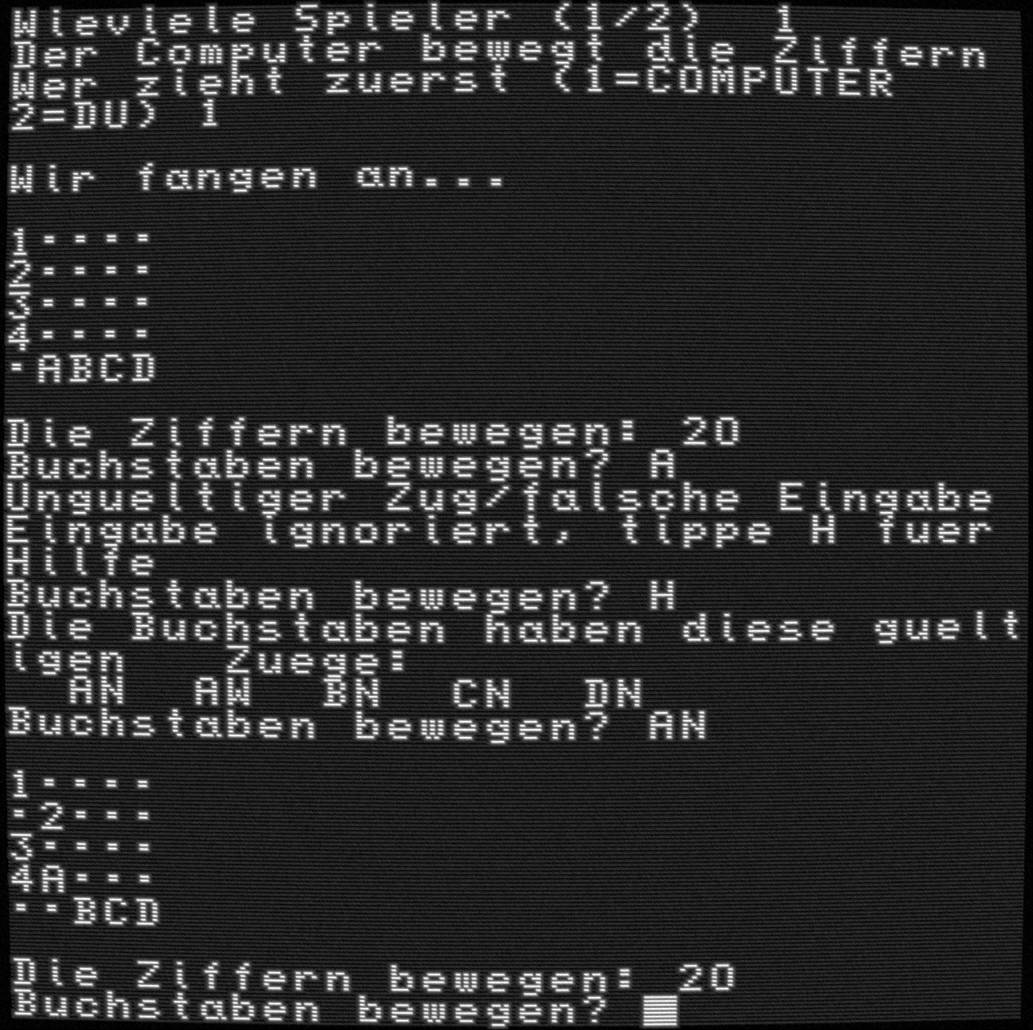 Wieviele Spieler (1/2)  1
Der Computer bewegt die Ziffern
Wer zieht zuerst (1=COMPUTER
2=DU) 1
Wir fangen an...
1····
2····
3····
4····
·ABCD
Die Ziffern bewegen: 2O
Buchstaben bewegen? A
Ungueltiger Zug/falsche Eingabe
Eingabe ignoriert, tippe H fuer
Hilfe
Buchstaben bewegen? H
Die Buchstaben haben diese guelt
igen   Zuege:
  AN  AW  BN  CN  DN
Buchstaben bewegen? AN
1····
·2···
3····
4A···
··BCD
Die Ziffern bewegen: 2O
Buchstaben bewegen?